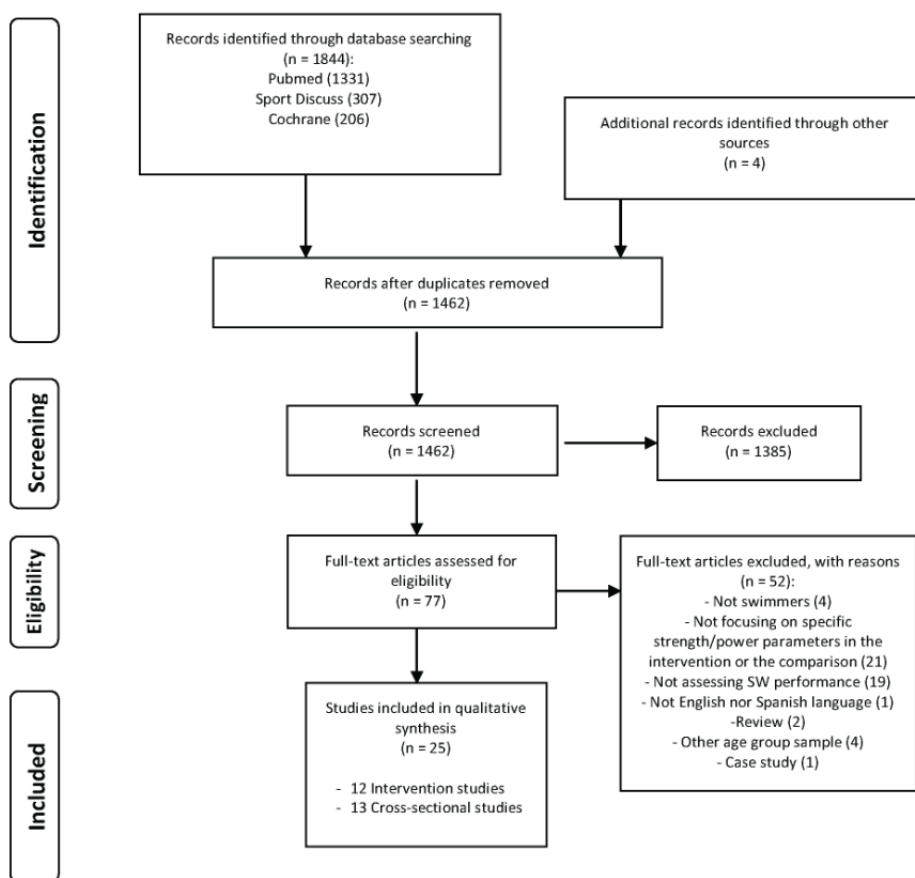 Identification
Records identified through database searching
(n = 1844):
Pubmed (1331)
Sport Discuss (307)
Cochrane (206)
Additional records identified through other
sources
(n = 4)
Records after duplicates removed
(n = 1462)
Screening
Records screened
(n = 1462)
Records excluded
(n = 1385)
Eligibility
Full-text articles assessed for
eligibility
(n = 77)
Full-text articles excluded, with reasons
(n = 52):
- Not swimmers (4)
- Not focusing on specific
strength/power parameters in the
intervention or the comparison (21)
- Not assessing SW performance (19)
- Not English nor Spanish language (1)
-Review (2)
- Other age group sample (4)
- Case study (1)
Included
Studies included in qualitative
synthesis
(n = 25)
- 12 Intervention studies
- 13 Cross-sectional studies